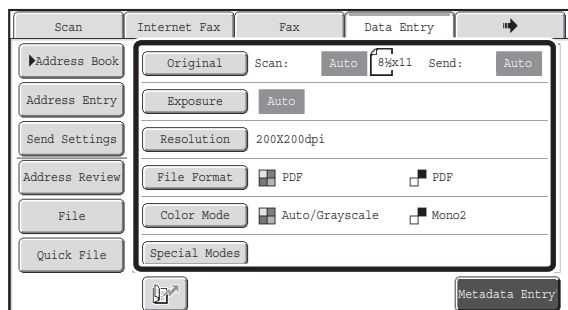 Scan Internet Fax Fax Data Entry
Address Book
Address Entry
Send Settings
Address Review
File
Quick File
Original Scan: Auto 8½x11 Send: Auto
Exposure Auto
Resolution 200X200dpi
File Format PDF PDF
Color Mode Auto/Grayscale Mono2
Special Modes
Metadata Entry